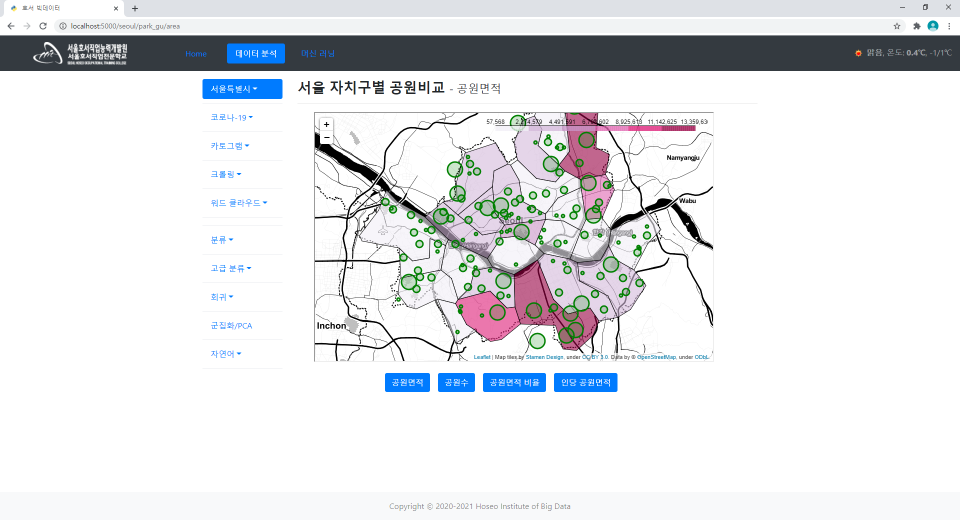 호서 빅데이터
localhost:5000/seoul/park_gu/area
서울호서직업능력개발원
서울호서직업전문학교
Home
데이터 분석
머신 러닝
맑음, 온도: 0.4℃, -1/1℃
서울특별시
코로나-19
카토그램
크롤링
워드 클라우드
분류
고급 분류
회귀
군집화/PCA
자연어
서울 자치구별 공원비교 - 공원면적
+
−
57,568
4,491,591
8,925,613
11,142,625
13,359,636
Namyangju
Wabu
Inchon
Leaflet | Map tiles by Stamen Design, under CC BY 3.0. Data by © OpenStreetMap, under ODbL.
공원면적
공원수
공원면적 비율
인당 공원면적
Copyright © 2020-2021 Hoseo Institute of Big Data